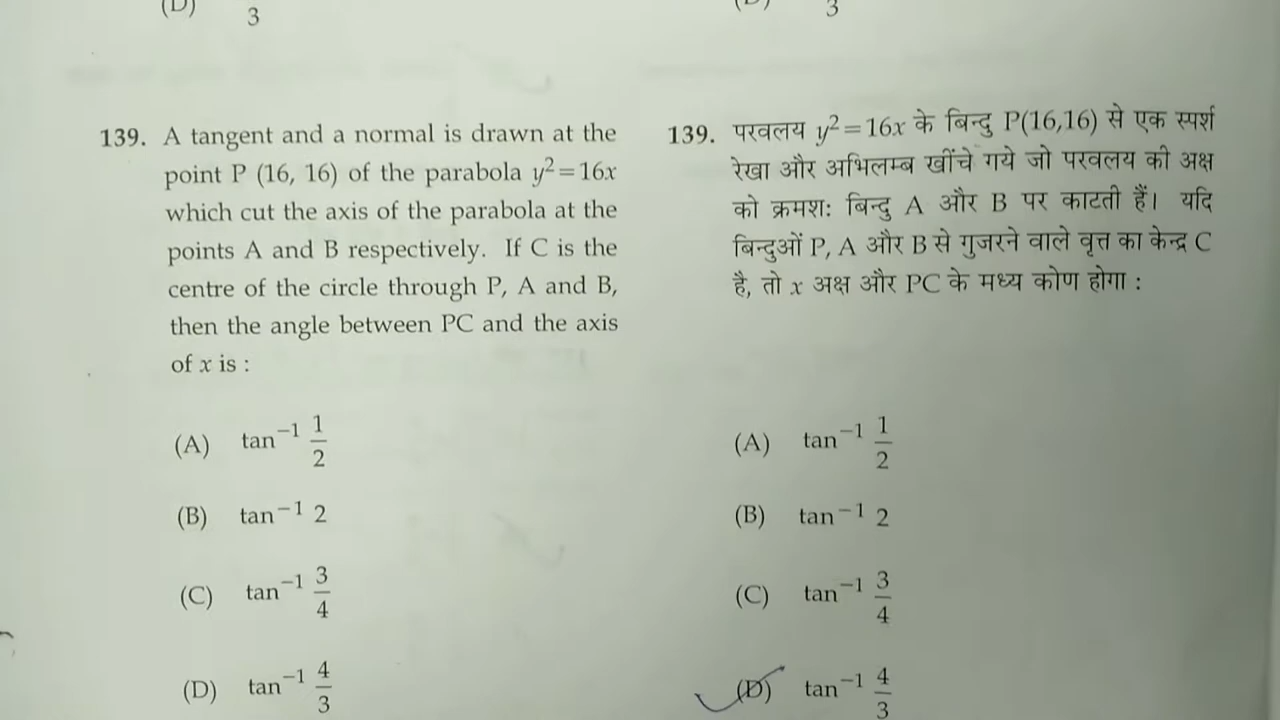 (D) 3
(D) 3
139. A tangent and a normal is drawn at the
point P (16, 16) of the parabola y²=16x
which cut the axis of the parabola at the
points A and B respectively. If C is the
centre of the circle through P, A and B,
then the angle between PC and the axis
of x is :
(A) tan⁻¹ 1/2
(B) tan⁻¹ 2
(C) tan⁻¹ 3/4
(D) tan⁻¹ 4/3
139. परवलय y²=16x के बिन्दु P(16,16) से एक स्पर्श
रेखा और अभिलम्ब खींचे गये जो परवलय की अक्ष
को क्रमशः बिन्दु A और B पर काटती हैं। यदि
बिन्दुओं P, A और B से गुजरने वाले वृत्त का केन्द्र C
है, तो x अक्ष और PC के मध्य कोण होगा :
(A) tan⁻¹ 1/2
(B) tan⁻¹ 2
(C) tan⁻¹ 3/4
(D) tan⁻¹ 4/3